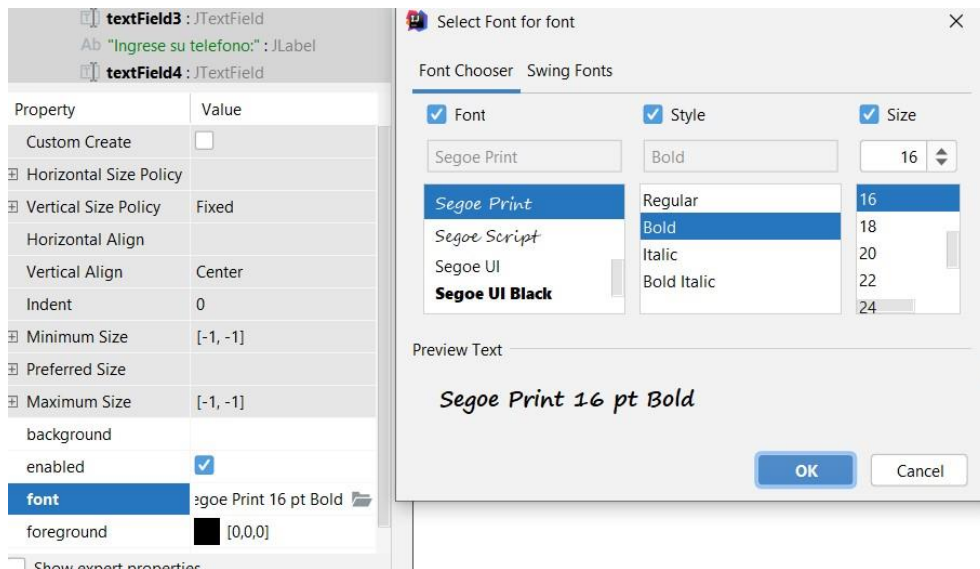 textField3 : JTextField
Ab "Ingrese su telefono:" : JLabel
textField4 : JTextField
Property Value
Custom Create
Horizontal Size Policy
Vertical Size Policy Fixed
Horizontal Align
Vertical Align Center
Indent 0
Minimum Size [-1, -1]
Preferred Size
Maximum Size [-1, -1]
background
enabled
font egoe Print 16 pt Bold
foreground [0,0,0]
Show expert properties
Select Font for font
Font Chooser Swing Fonts
Font Style Size
Segoe Print Bold 16
Segoe Print Regular 16
Segoe Script Bold 18
Segoe UI Italic 20
Segoe UI Black Bold Italic 22
24
Preview Text
Segoe Print 16 pt Bold
OK Cancel